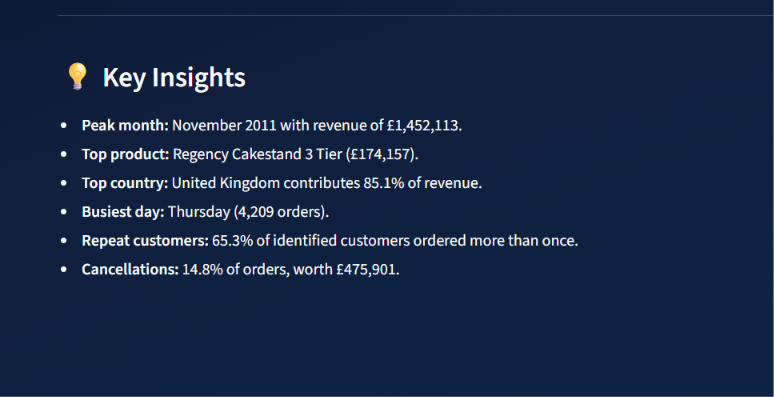 💡 Key Insights
• Peak month: November 2011 with revenue of £1,452,113.
• Top product: Regency Cakestand 3 Tier (£174,157).
• Top country: United Kingdom contributes 85.1% of revenue.
• Busiest day: Thursday (4,209 orders).
• Repeat customers: 65.3% of identified customers ordered more than once.
• Cancellations: 14.8% of orders, worth £475,901.